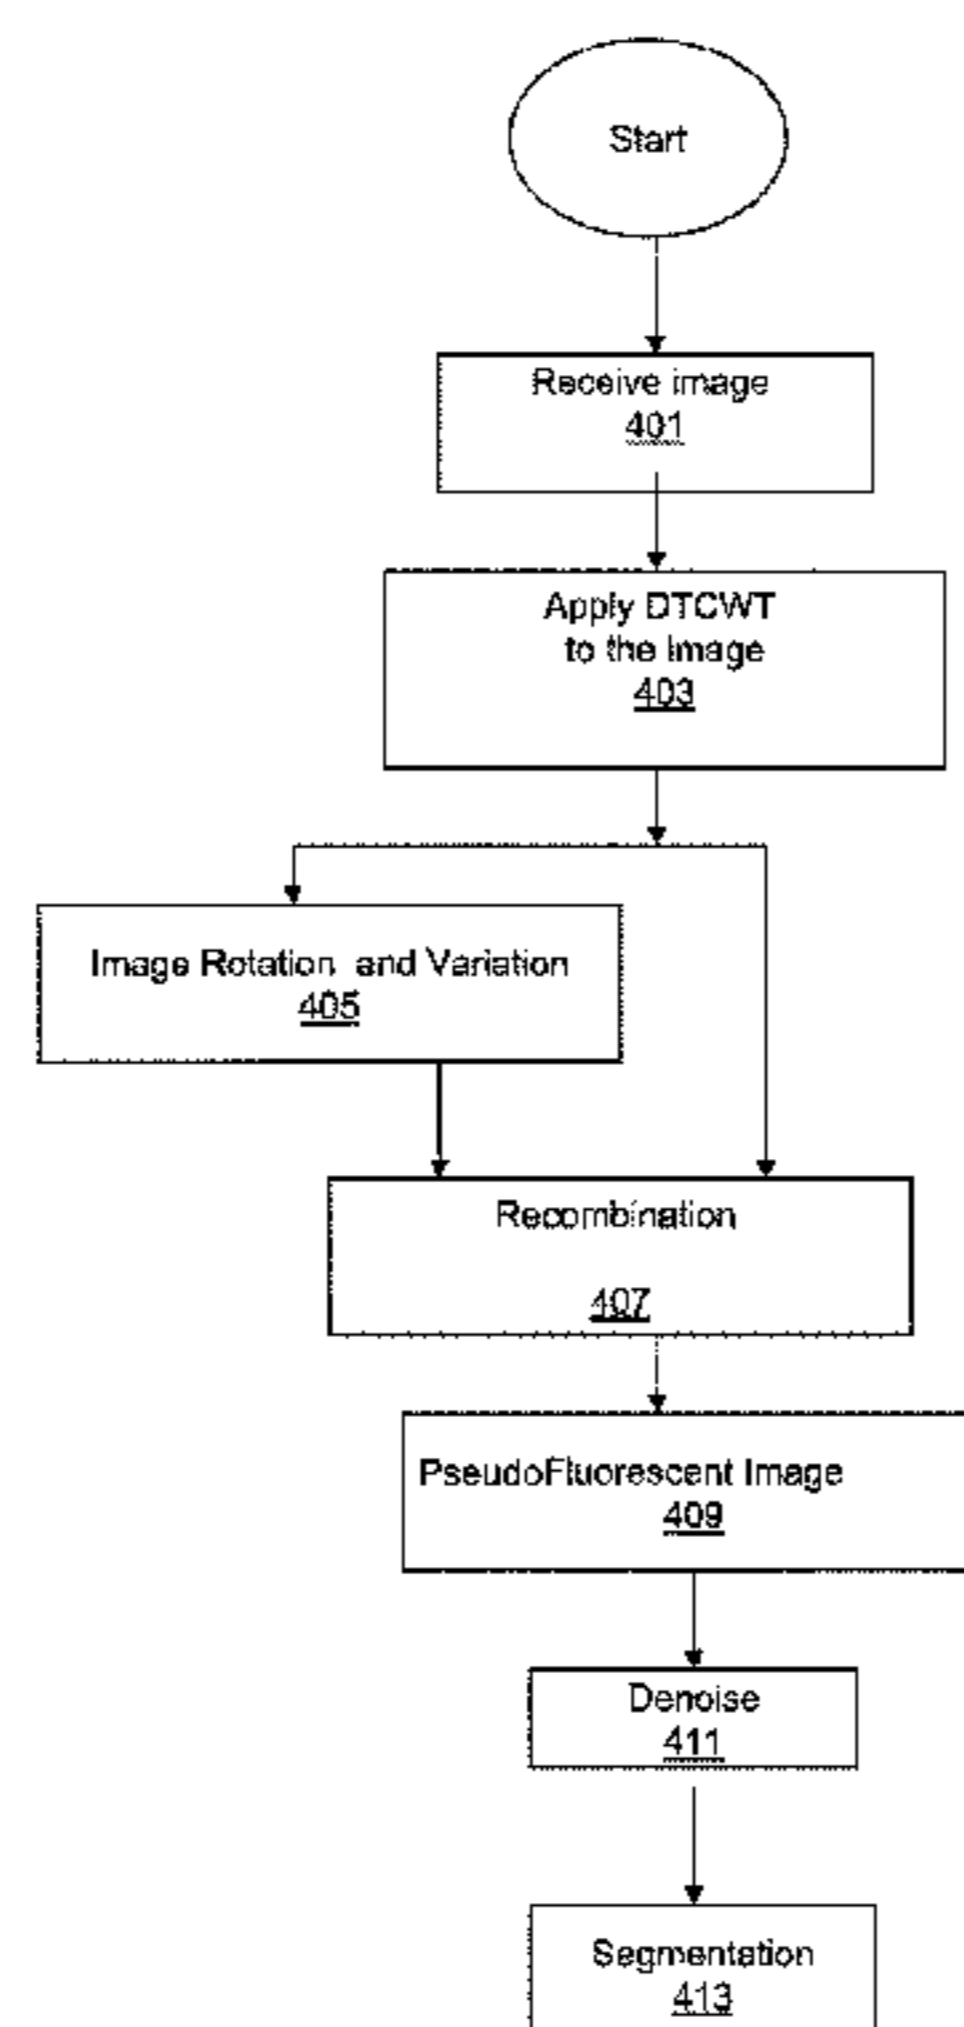 Start
Receive image
401
Apply DTCWT
to the Image
403
Image Rotation and Variation
405
Recombination
407
PseudoFluorescent Image
409
Denoise
411
Segmentation
413